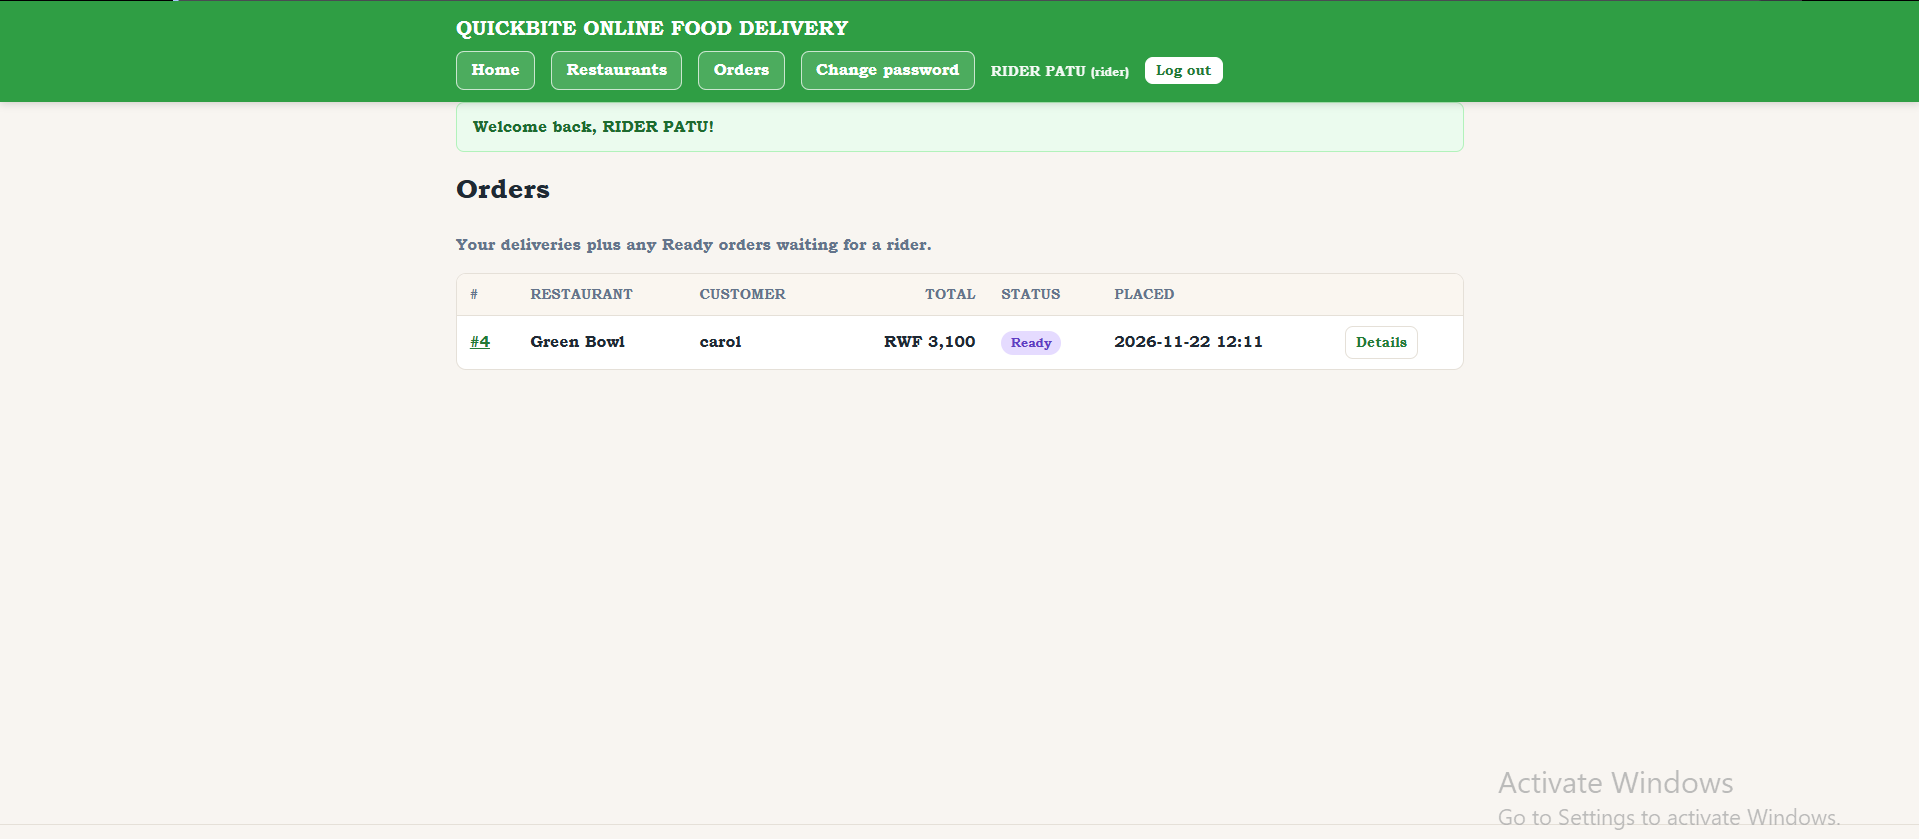 QUICKBITE ONLINE FOOD DELIVERY
Home Restaurants Orders Change password RIDER PATU (rider) Log out
Welcome back, RIDER PATU!
Orders
Your deliveries plus any Ready orders waiting for a rider.
# RESTAURANT CUSTOMER TOTAL STATUS PLACED
#4 Green Bowl carol RWF 3,100 Ready 2026-11-22 12:11 Details
Activate Windows
Go to Settings to activate Windows.